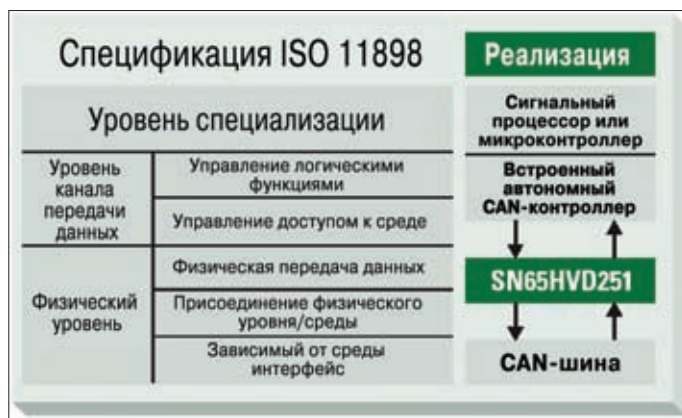 Спецификация ISO 11898
Реализация
Уровень специализации
Сигнальный
процессор или
микроконтроллер
Уровень
канала
передачи
данных
Управление логическими
функциями
Управление доступом к среде
Встроенный
автономный
CAN-контроллер
Физический
уровень
Физическая передача данных
Присоединение физического
уровня/среды
Зависимый от среды
интерфейс
SN65HVD251
CAN-шина